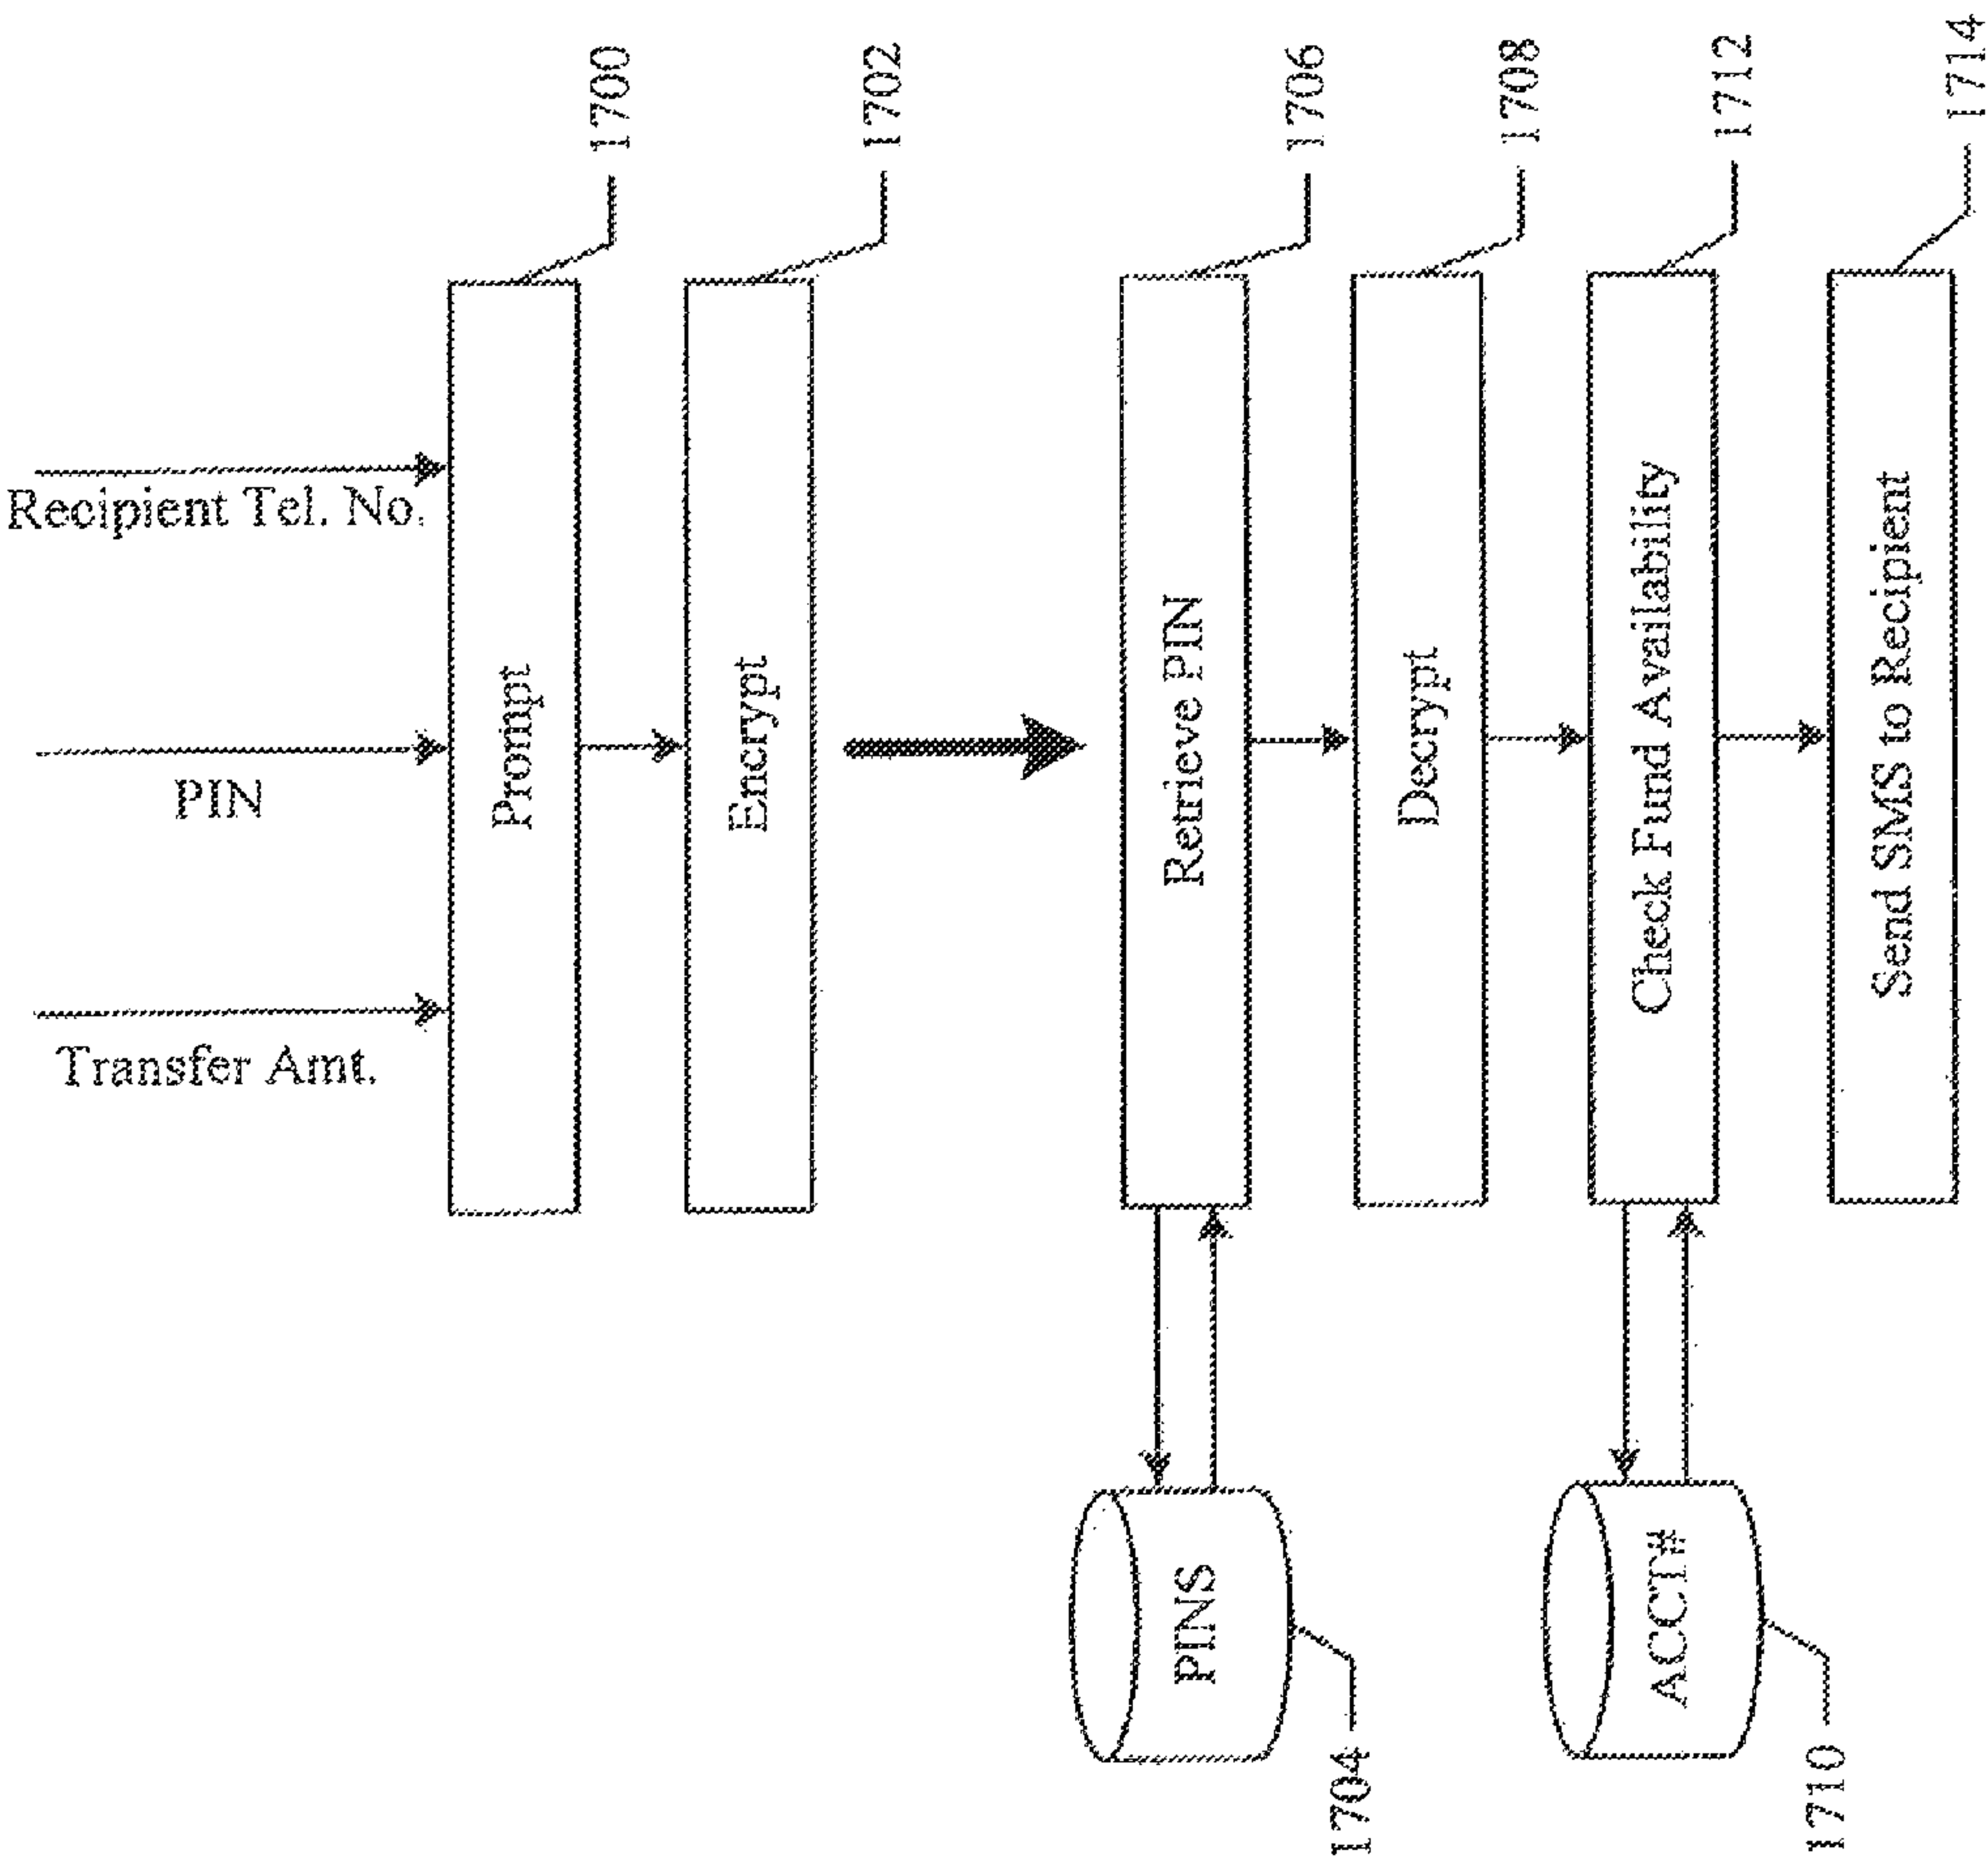 Transfer Amt.
PIN
Recipient Tel. No.
Prompt
1700
Encrypt
1702
PINS
1704
Retrieve PIN
1706
Decrypt
1708
ACCT#
1710
Check Fund Availability
1712
Send SMS to Recipient
1714